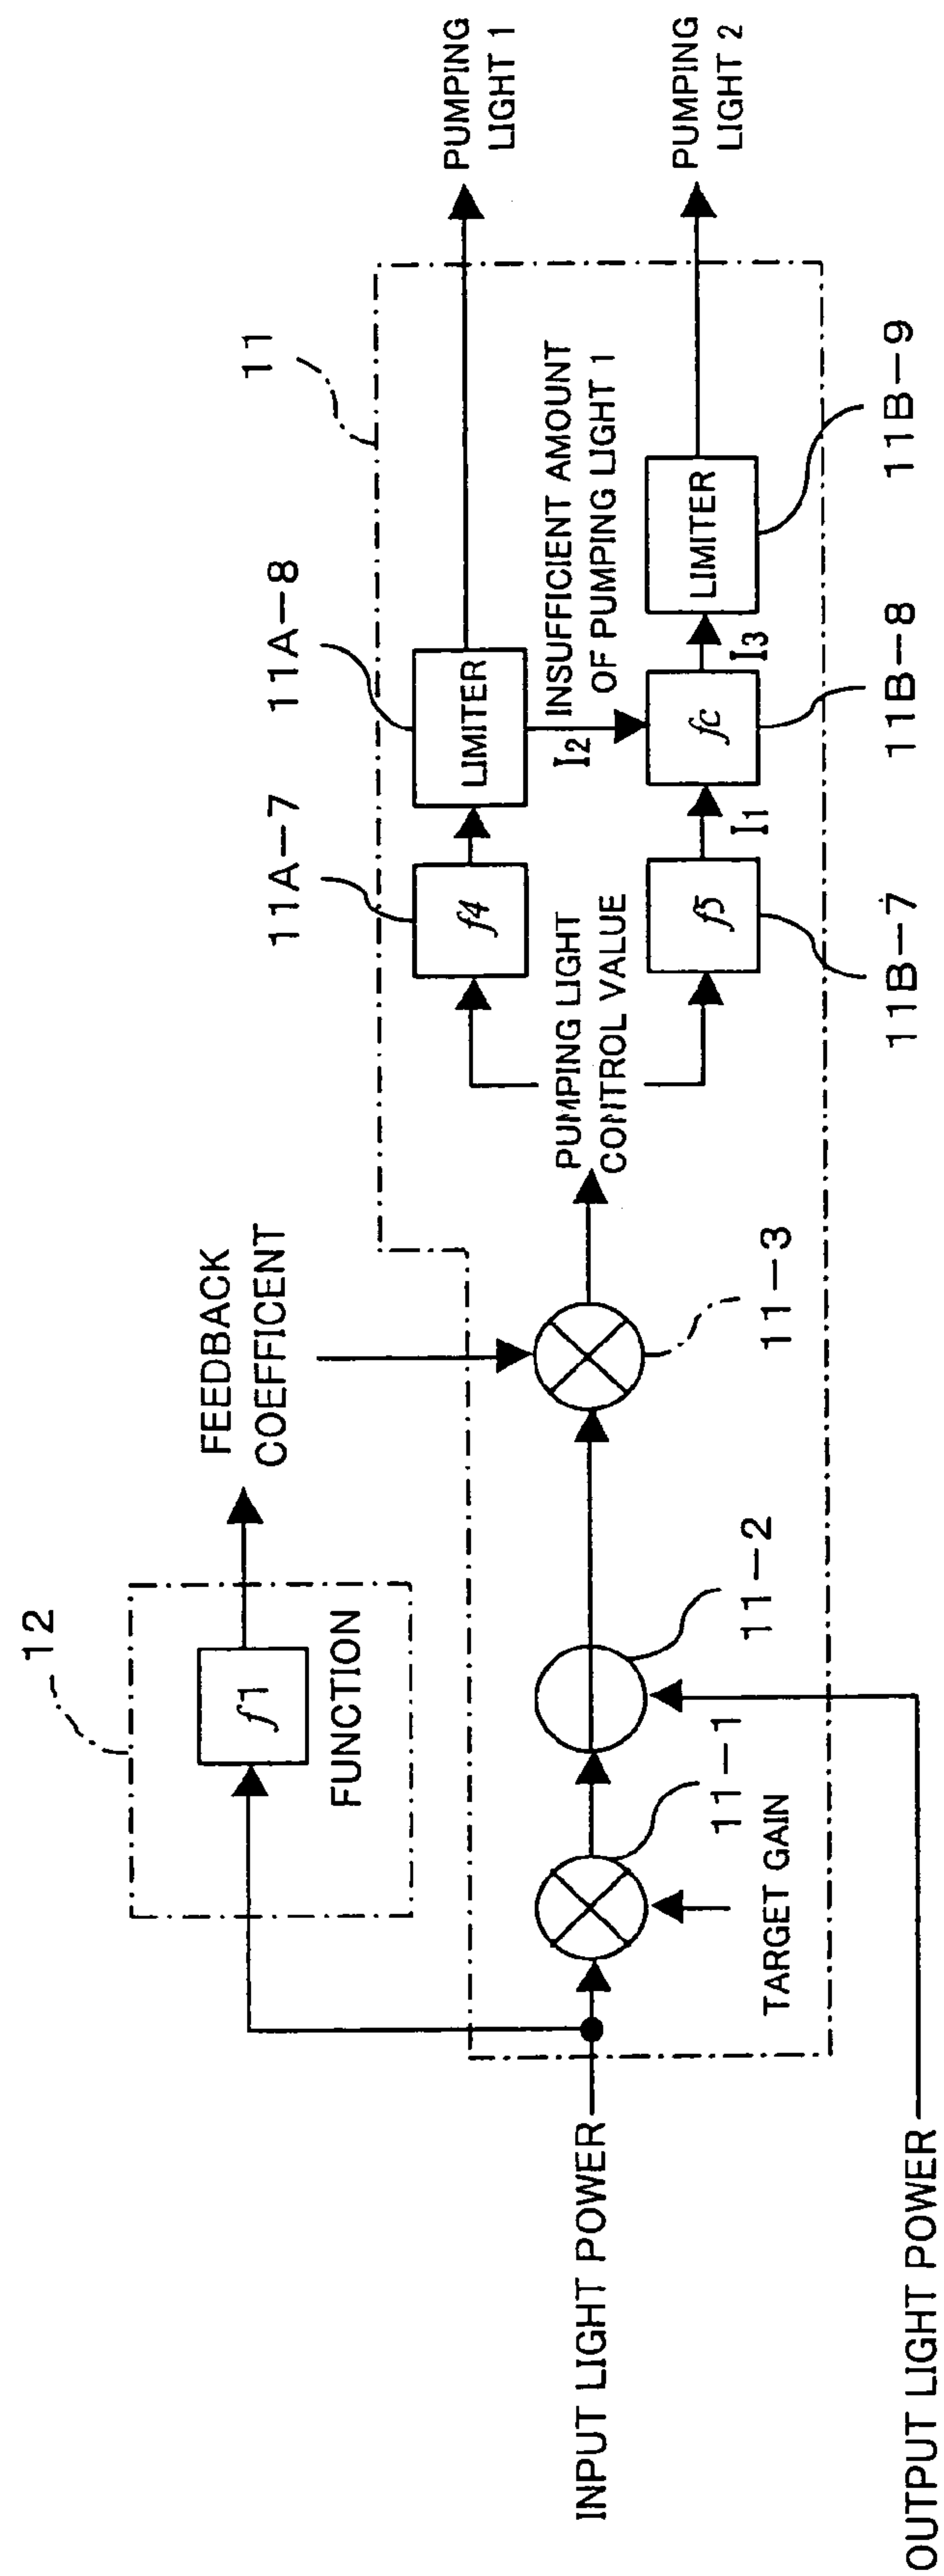 12
f1
FUNCTION
FEEDBACK
COEFFICENT
11
INPUT LIGHT POWER
OUTPUT LIGHT POWER
TARGET GAIN
11-1
11-2
11-3
PUMPING LIGHT
CONTROL VALUE
11A-7
f4
11A-8
LIMITER
PUMPING
LIGHT 1
I2
INSUFFICIENT AMOUNT
OF PUMPING LIGHT 1
f5
11B-7
I1
fc
11B-8
I3
LIMITER
11B-9
PUMPING
LIGHT 2